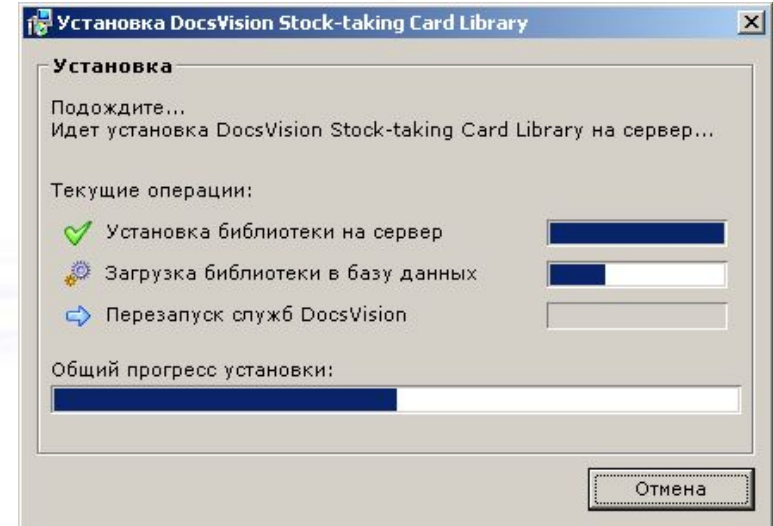 Установка DocsVision Stock-taking Card Library
Установка
Подождите...
Идет установка DocsVision Stock-taking Card Library на сервер...
Текущие операции:
Установка библиотеки на сервер
Загрузка библиотеки в базу данных
Перезапуск служб DocsVision
Общий прогресс установки:
Отмена